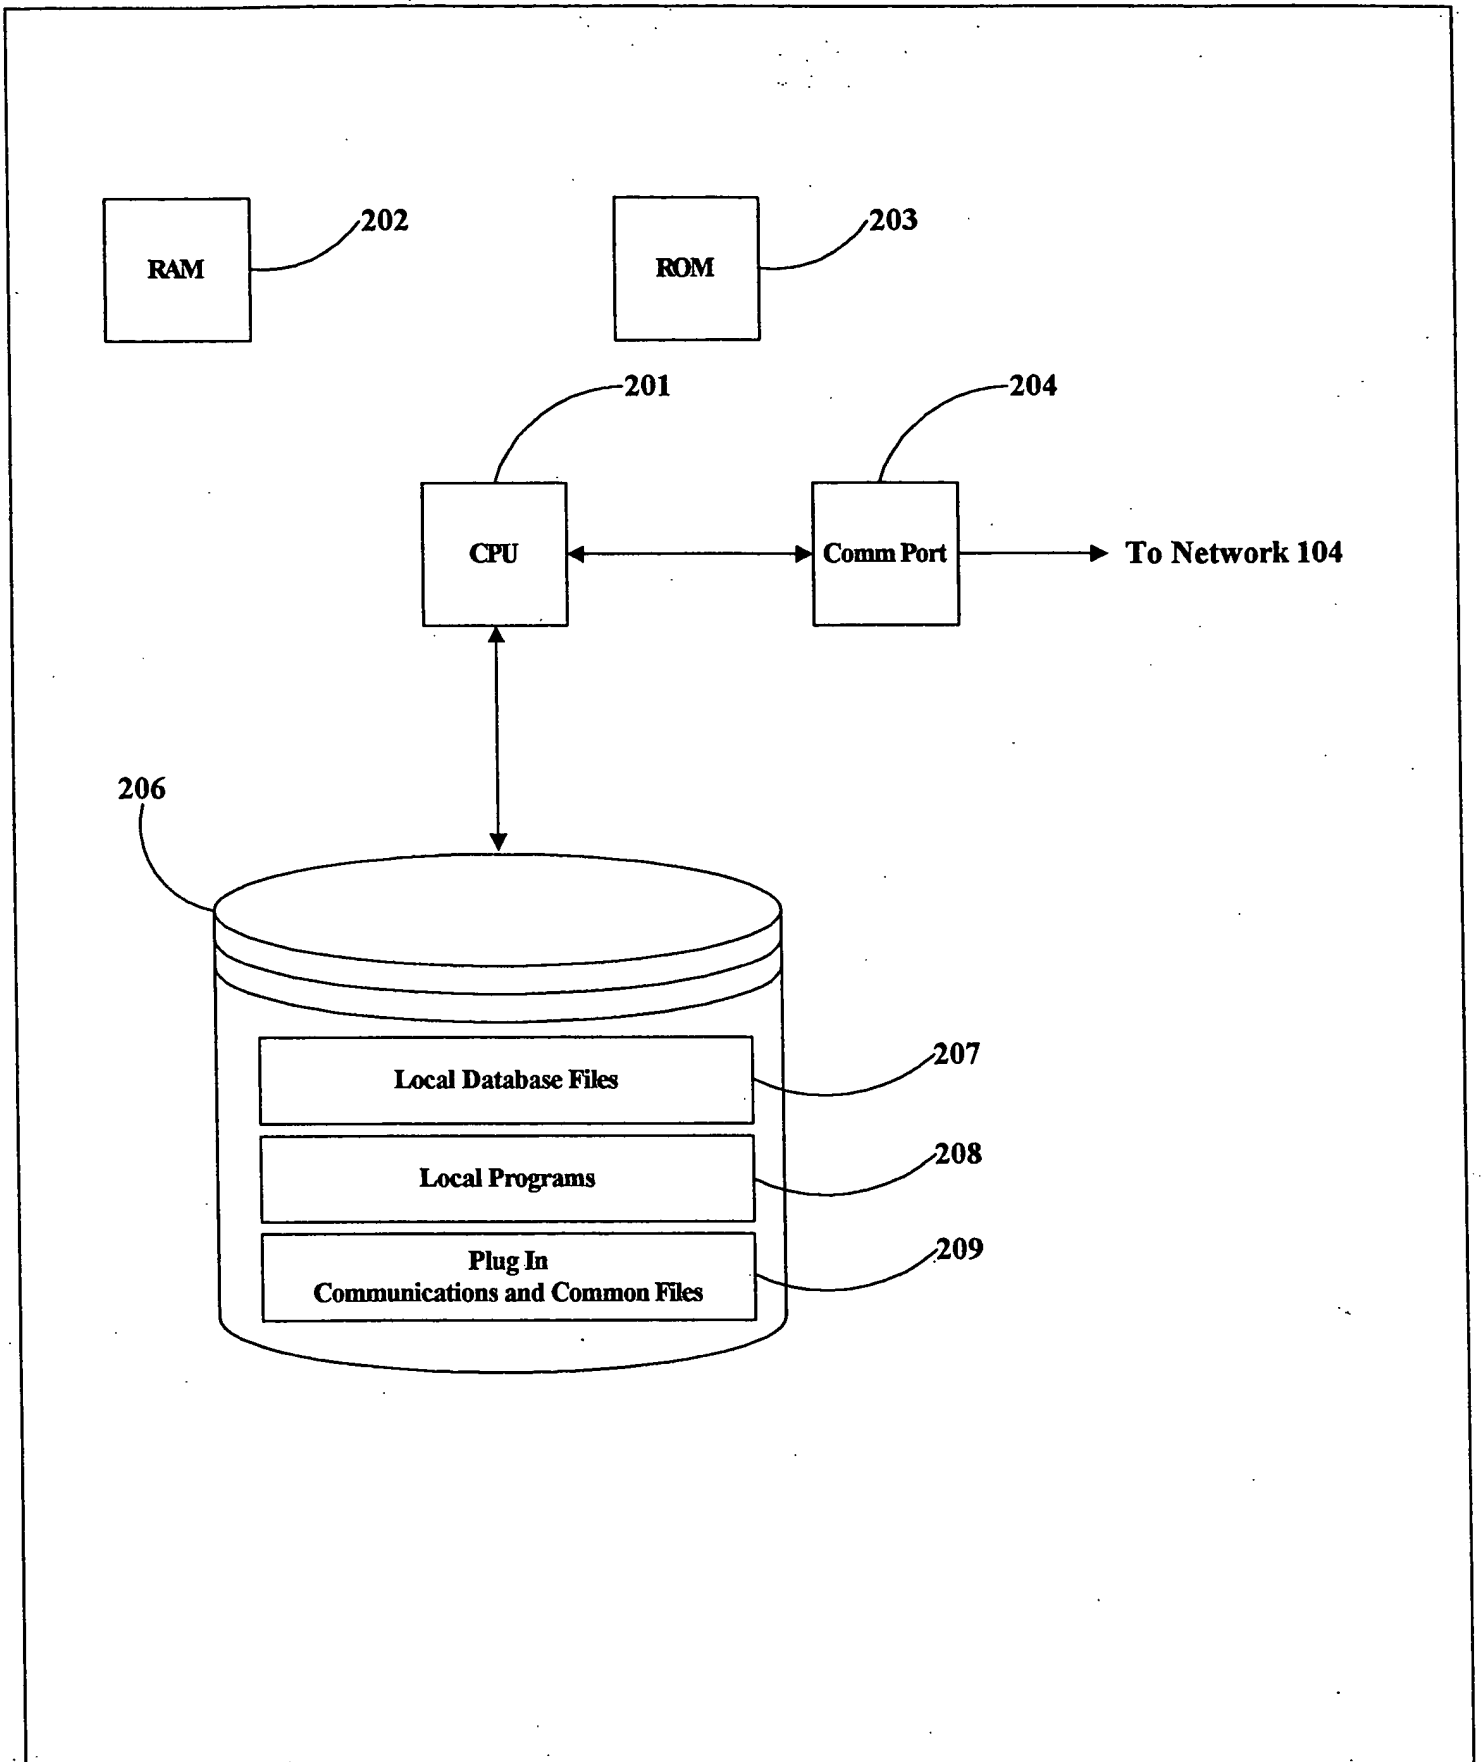 202
203
RAM
ROM
201
204
CPU
Comm Port
To Network 104
206
207
Local Database Files
208
Local Programs
209
Plug In
Communications and Common Files